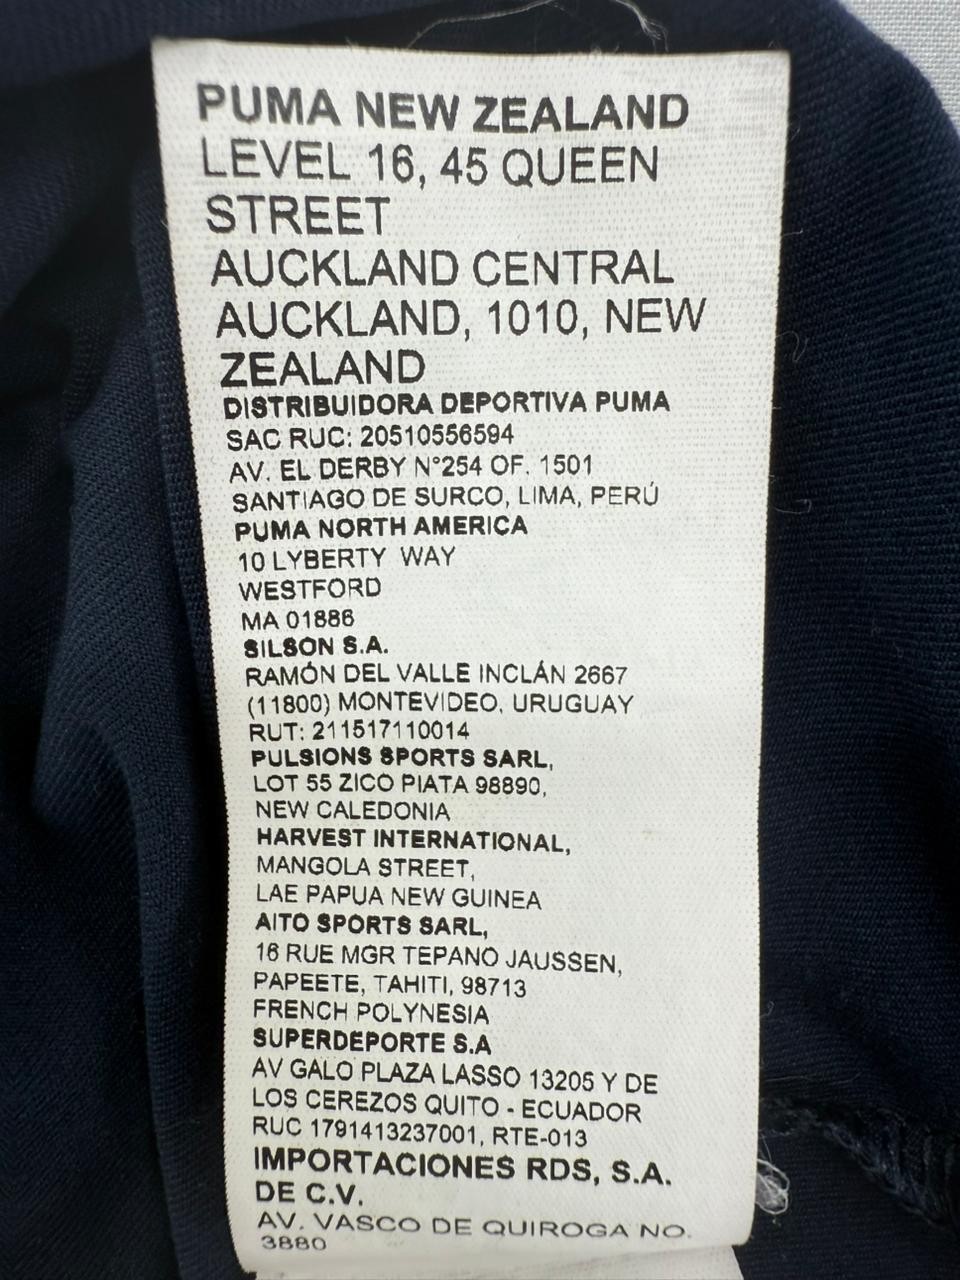 PUMA NEW ZEALAND
LEVEL 16, 45 QUEEN
STREET
AUCKLAND CENTRAL
AUCKLAND, 1010, NEW
ZEALAND
DISTRIBUIDORA DEPORTIVA PUMA
SAC RUC: 20510556594
AV. EL DERBY N°254 OF. 1501
SANTIAGO DE SURCO, LIMA, PERÚ
PUMA NORTH AMERICA
10 LYBERTY WAY
WESTFORD
MA 01886
SILSON S.A.
RAMÓN DEL VALLE INCLÁN 2667
(11800) MONTEVIDEO, URUGUAY
RUT: 211517110014
PULSIONS SPORTS SARL,
LOT 55 ZICO PIATA 98890,
NEW CALEDONIA
HARVEST INTERNATIONAL,
MANGOLA STREET,
LAE PAPUA NEW GUINEA
AITO SPORTS SARL,
16 RUE MGR TEPANO JAUSSEN,
PAPEETE, TAHITI, 98713
FRENCH POLYNESIA
SUPERDEPORTE S.A
AV GALO PLAZA LASSO 13205 Y DE
LOS CEREZOS QUITO - ECUADOR
RUC 1791413237001, RTE-013
IMPORTACIONES RDS, S.A.
DE C.V.
AV. VASCO DE QUIROGA NO.
3880